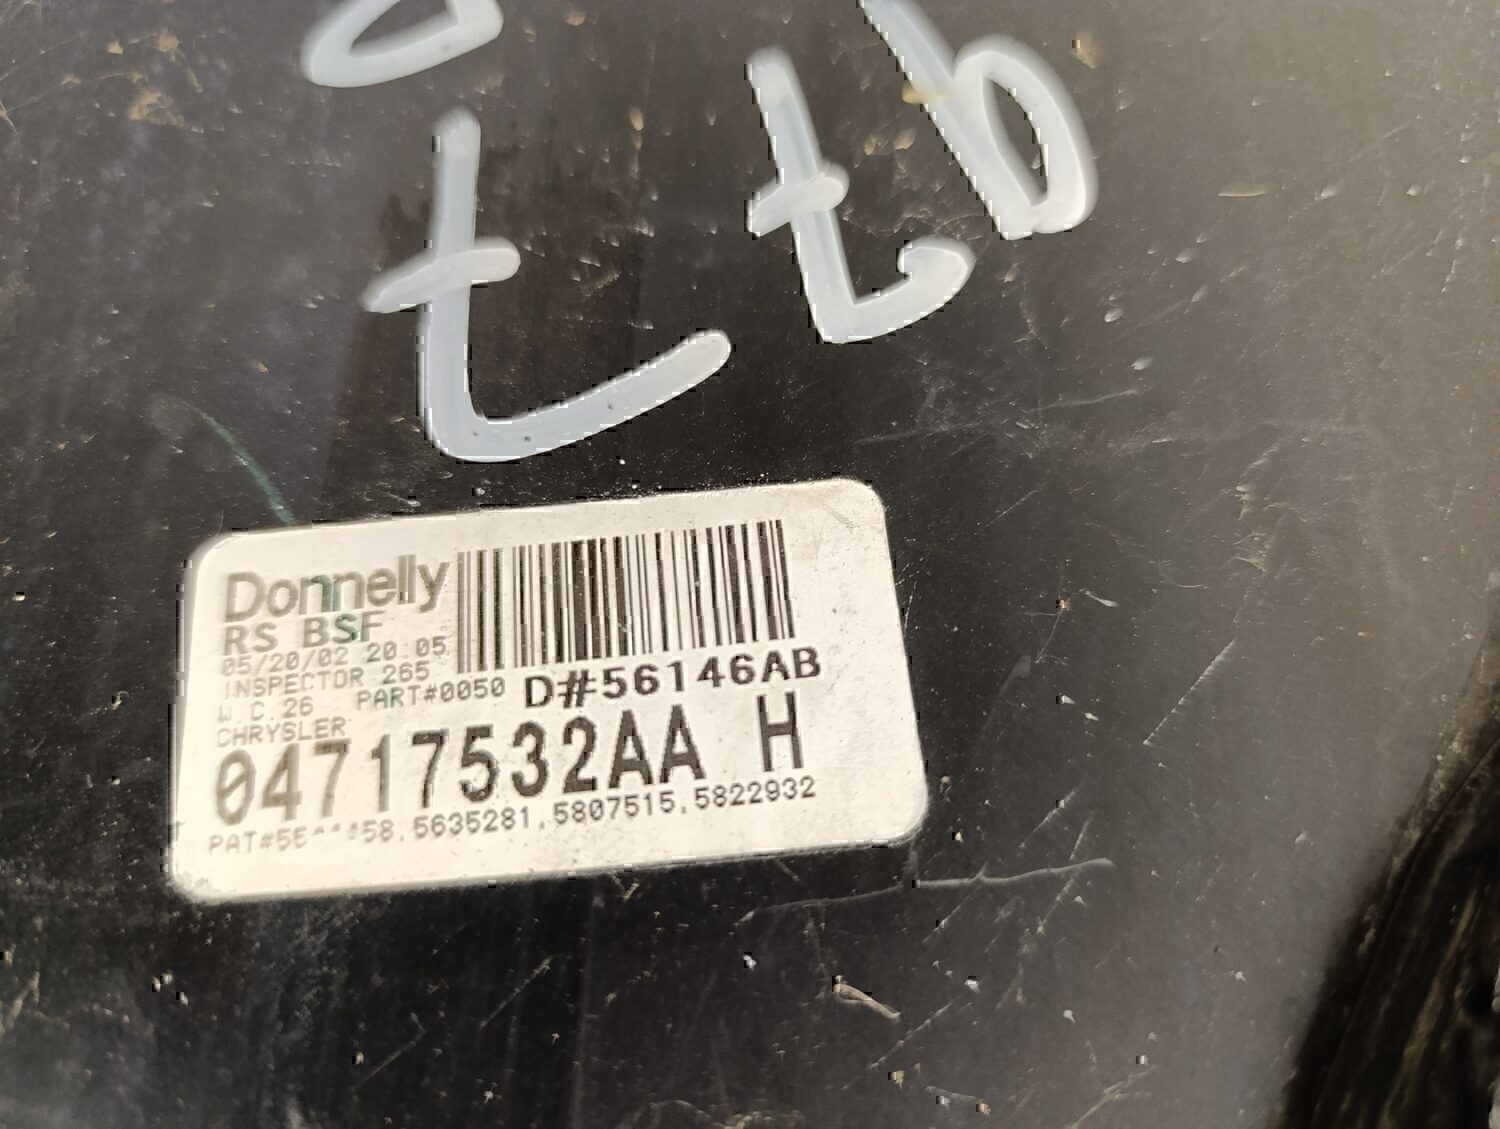 Donnelly
RS BSF
05/20/02 20:05
INSPECTOR 265
W.C.26 PART#0050 D#56146AB
CHRYSLER
04717532AA H
5635281,5807515,5822932